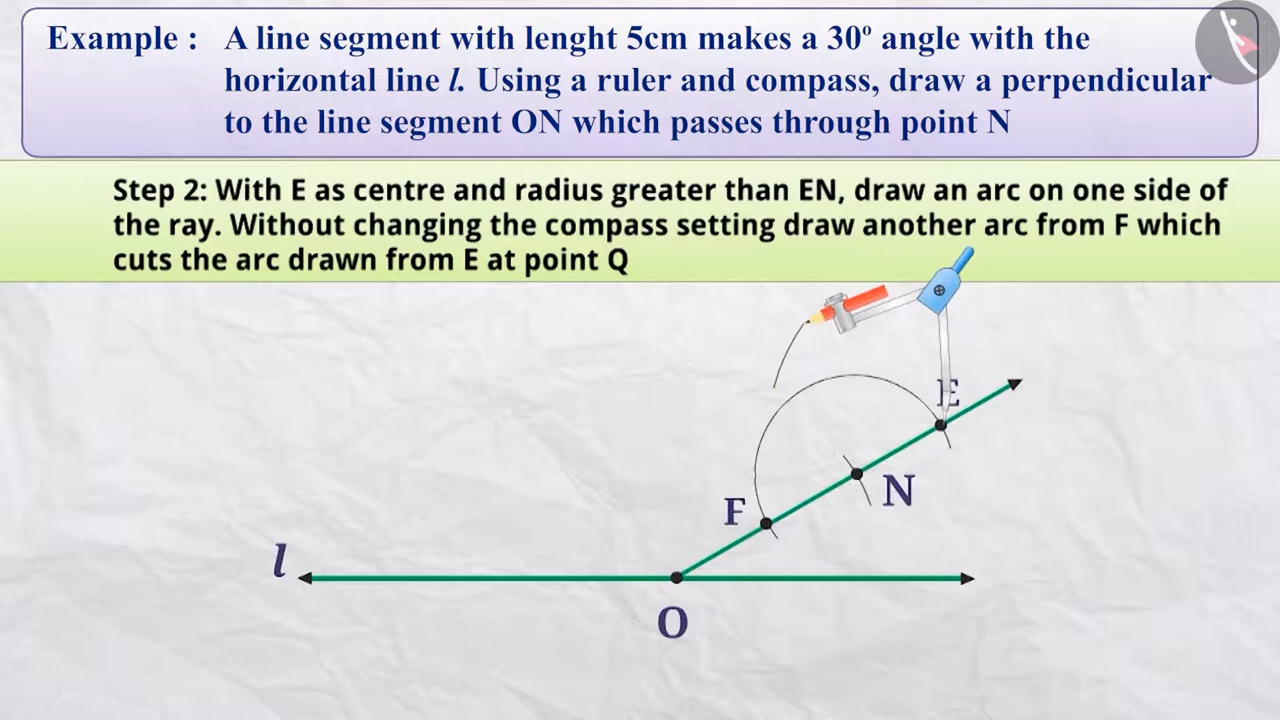 Example : A line segment with lenght 5cm makes a 30º angle with the
horizontal line l. Using a ruler and compass, draw a perpendicular
to the line segment ON which passes through point N
Step 2: With E as centre and radius greater than EN, draw an arc on one side of
the ray. Without changing the compass setting draw another arc from F which
cuts the arc drawn from E at point Q
E
N
F
l
O